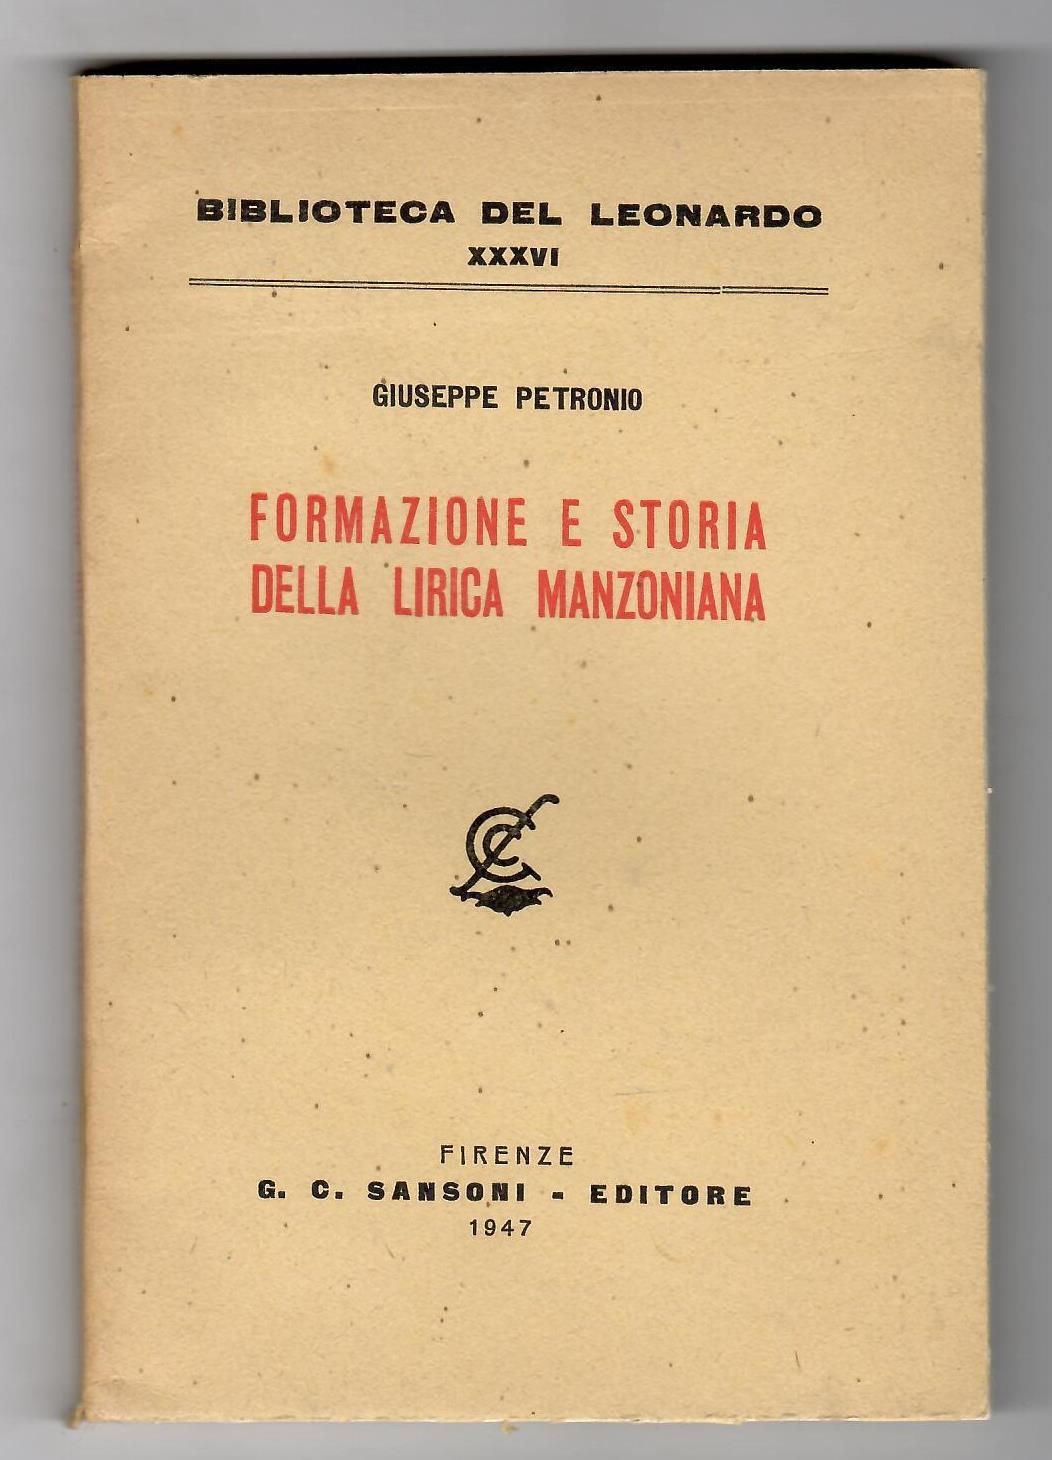 BIBLIOTECA DEL LEONARDO
XXXVI
GIUSEPPE PETRONIO
FORMAZIONE E STORIA
DELLA LIRICA MANZONIANA
FIRENZE
G. C. SANSONI - EDITORE
1947